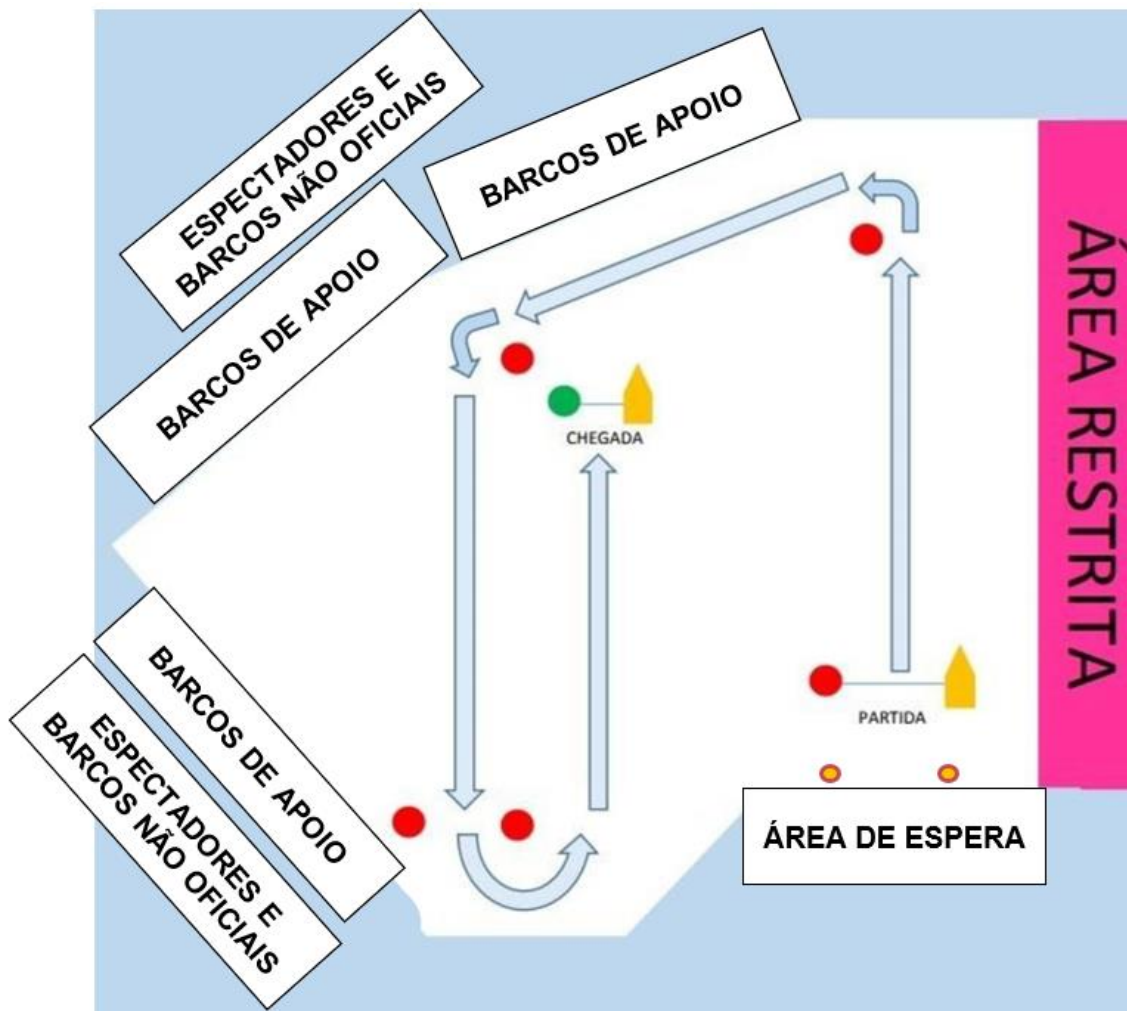 ESPECTADORES E
BARCOS NÃO OFICIAIS
BARCOS DE APOIO
BARCOS DE APOIO
ÁREA RESTRITA
CHEGADA
PARTIDA
BARCOS DE APOIO
ESPECTADORES E
BARCOS NÃO OFICIAIS
ÁREA DE ESPERA